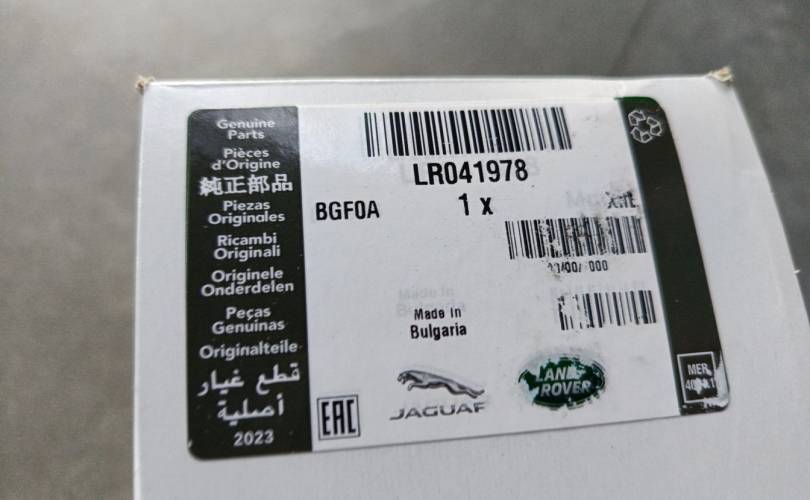 Genuine
Parts
Pièces
d'Origine
純正部品
Piezas
Originales
Ricambi
Originali
Originele
Onderdelen
Peças
Genuínas
Originalteile
قطع غيار
أصلية
2023
LR041978
BGF0A
1 x
Made in
Bulgaria
EAC
JAGUAR
LAND
ROVER
MER